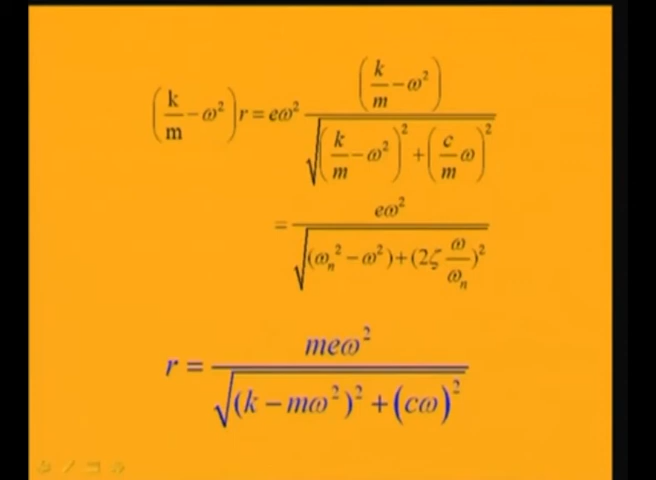 (k/m − ω²) r = eω² (k/m − ω²) / √((k/m − ω²)² + (c/m ω)²)
= eω² / √((ωₙ² − ω²) + (2ζ ω/ωₙ)²)
r = meω² / √((k − mω²)² + (cω)²)